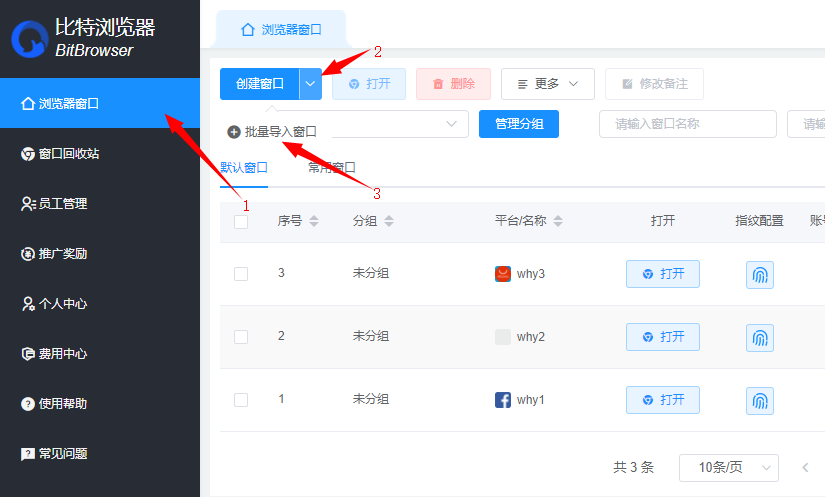 比特浏览器
BitBrowser
浏览器窗口
窗口回收站
员工管理
推广奖励
个人中心
费用中心
使用帮助
常见问题
浏览器窗口
创建窗口 打开 删除 更多 修改备注
2
批量导入窗口 管理分组 请输入窗口名称 请输
默认窗口 常用窗口
1 3
序号 分组 平台/名称 打开 指纹配置
3 未分组 why3 打开
2 未分组 why2 打开
1 未分组 why1 打开
共 3 条 10条/页